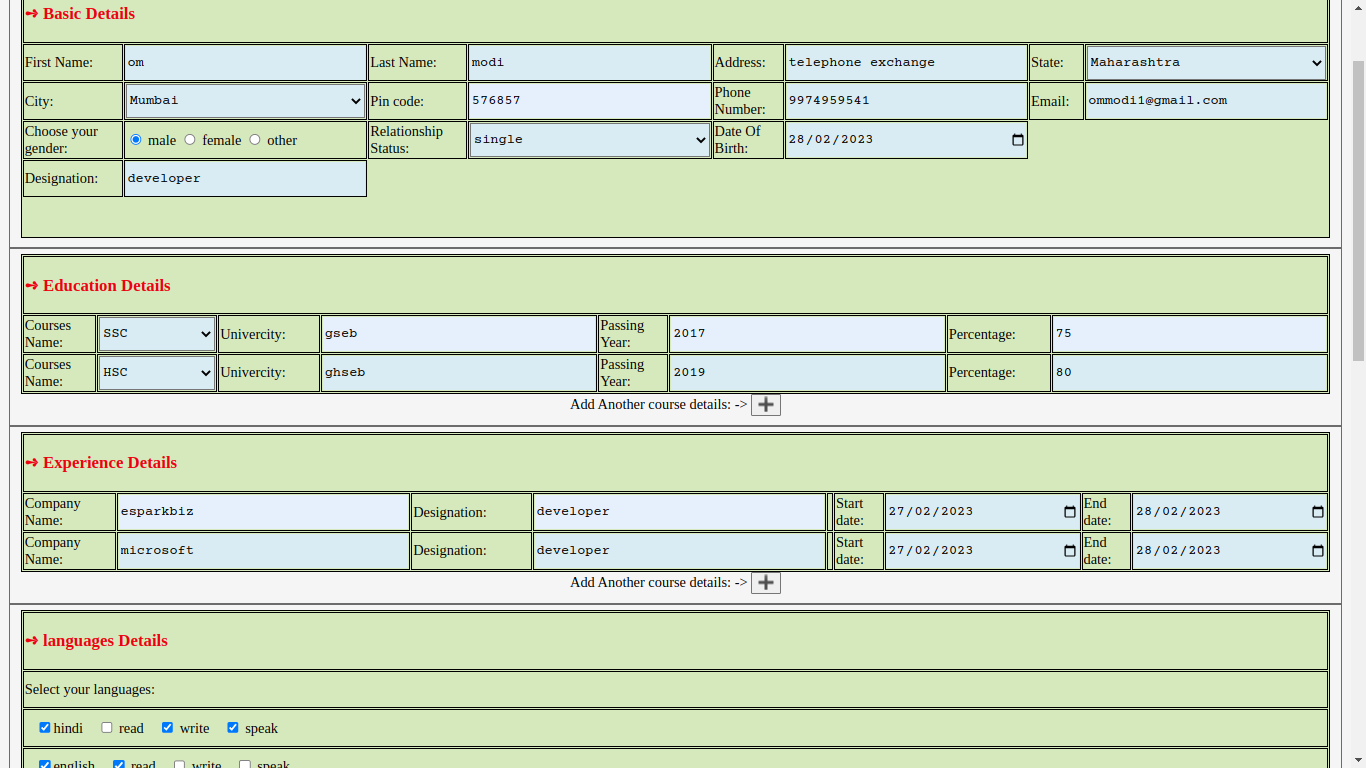 ➻ Basic Details
First Name: om Last Name: modi Address: telephone exchange State: Maharashtra
City: Mumbai Pin code: 576857 Phone Number: 9974959541 Email: ommodi1@gmail.com
Choose your gender: male female other Relationship Status: single Date Of Birth: 28/02/2023
Designation: developer
➻ Education Details
Courses Name: SSC Univercity: gseb Passing Year: 2017 Percentage: 75
Courses Name: HSC Univercity: ghseb Passing Year: 2019 Percentage: 80
Add Another course details: -> ➕
➻ Experience Details
Company Name: esparkbiz Designation: developer Start date: 27/02/2023 End date: 28/02/2023
Company Name: microsoft Designation: developer Start date: 27/02/2023 End date: 28/02/2023
Add Another course details: -> ➕
➻ languages Details
Select your languages:
hindi read write speak
english read write speak